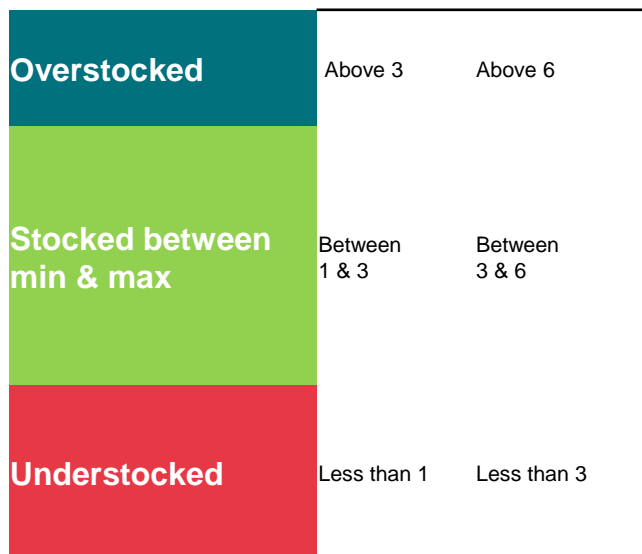 Overstocked
Above 3
Above 6
Stocked between
min & max
Between
1 & 3
Between
3 & 6
Understocked
Less than 1
Less than 3